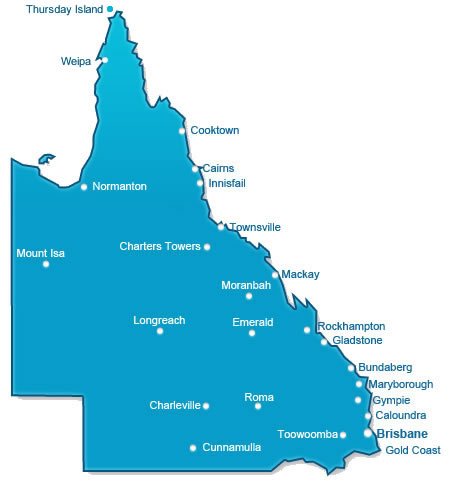 Thursday Island
Weipa
Cooktown
Cairns
Innisfail
Normanton
Townsville
Charters Towers
Mount Isa
Mackay
Moranbah
Longreach
Emerald
Rockhampton
Gladstone
Bundaberg
Maryborough
Gympie
Charleville
Roma
Caloundra
Toowoomba
Brisbane
Cunnamulla
Gold Coast